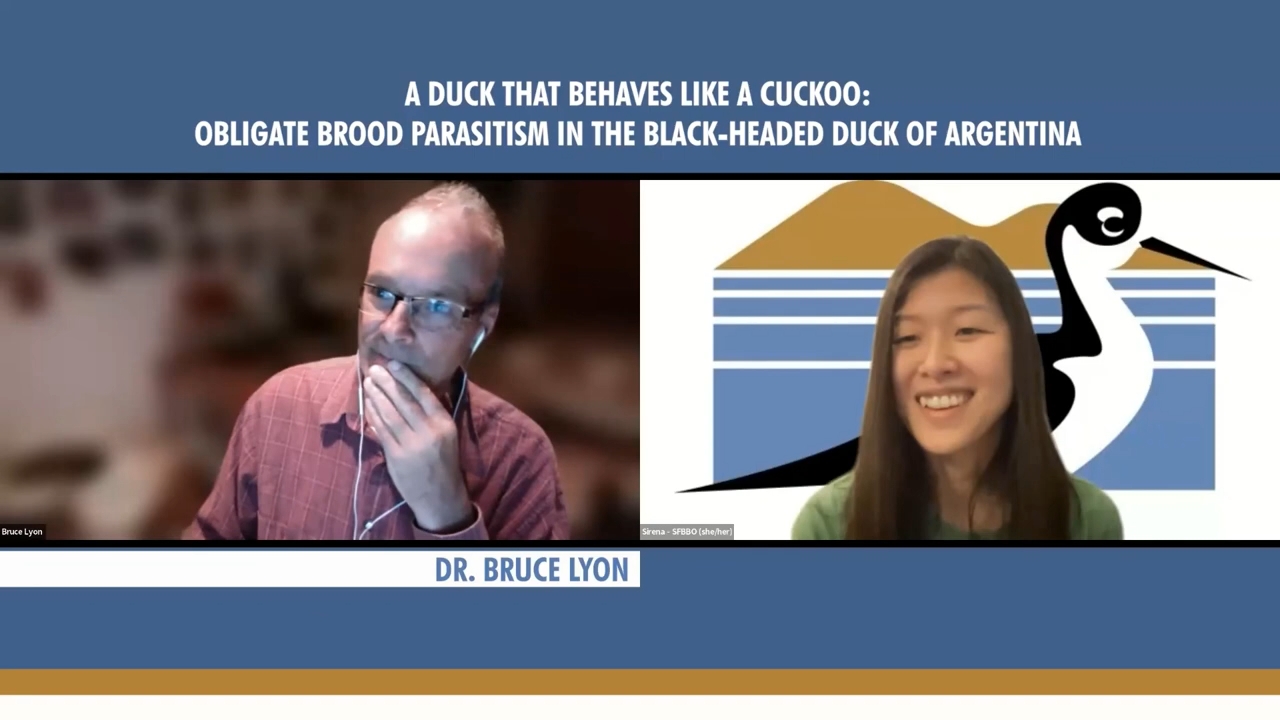 A DUCK THAT BEHAVES LIKE A CUCKOO:
OBLIGATE BROOD PARASITISM IN THE BLACK-HEADED DUCK OF ARGENTINA
Bruce Lyon
Sirena - SFBBO (she/her)
DR. BRUCE LYON